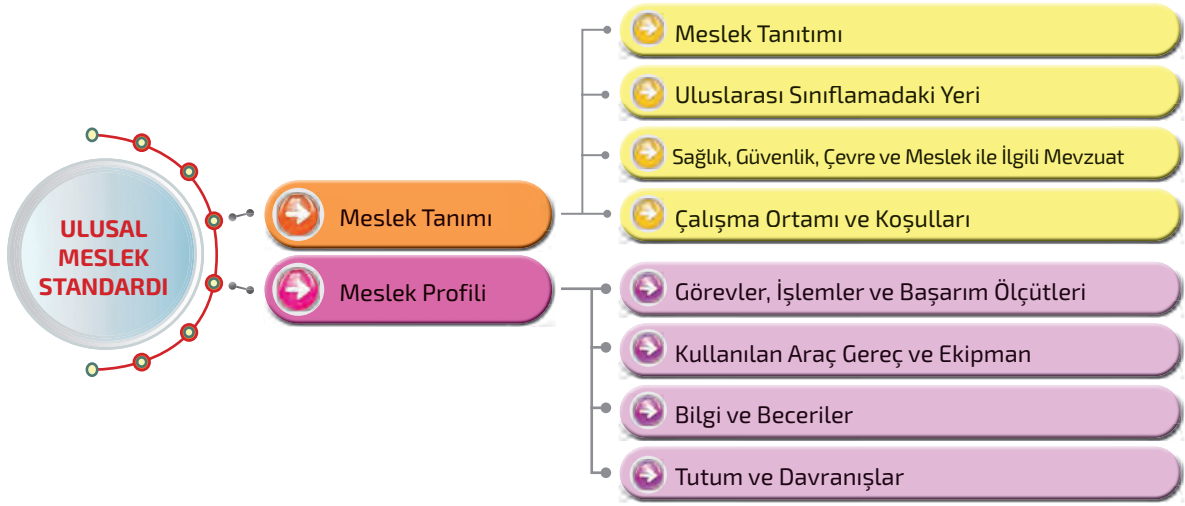 ULUSAL
MESLEK
STANDARDI
Meslek Tanımı
Meslek Tanıtımı
Uluslarası Sınıflamadaki Yeri
Sağlık, Güvenlik, Çevre ve Meslek ile İlgili Mevzuat
Çalışma Ortamı ve Koşulları
Meslek Profili
Görevler, İşlemler ve Başarım Ölçütleri
Kullanılan Araç Gereç ve Ekipman
Bilgi ve Beceriler
Tutum ve Davranışlar